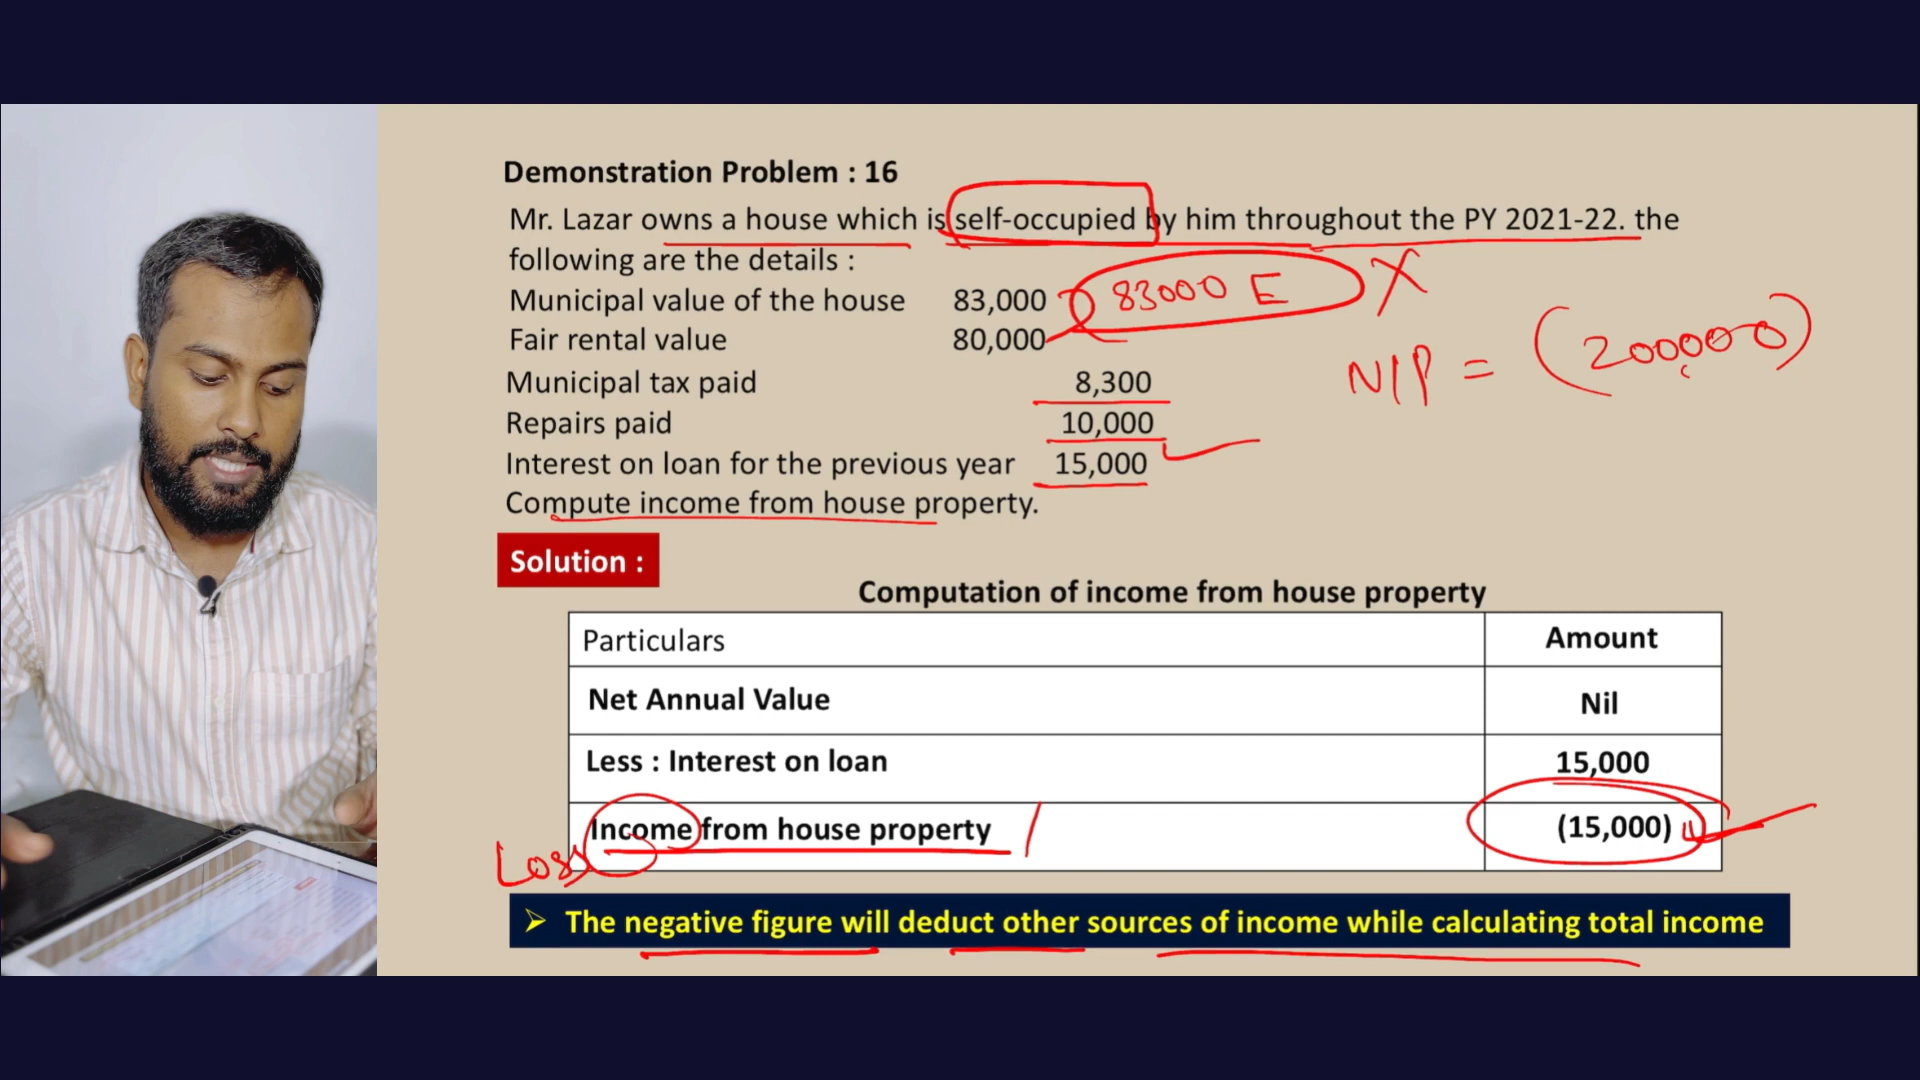 Demonstration Problem : 16
Mr. Lazar owns a house which is self-occupied by him throughout the PY 2021-22. the
following are the details :
Municipal value of the house 83,000 83000 E X
Fair rental value 80,000
N/P = (200000)
Municipal tax paid 8,300
Repairs paid 10,000
Interest on loan for the previous year 15,000
Compute income from house property.
Solution :
Computation of income from house property
Particulars Amount
Net Annual Value Nil
Less : Interest on loan 15,000
Income from house property / (15,000)
Loss
➢ The negative figure will deduct other sources of income while calculating total income